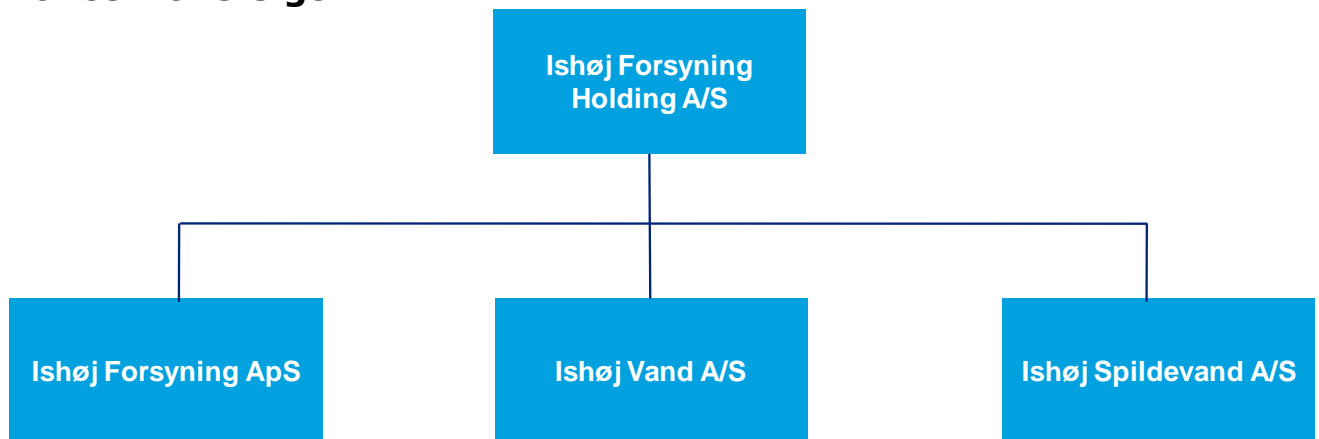 Ishøj Forsyning
Holding A/S
Ishøj Forsyning ApS
Ishøj Vand A/S
Ishøj Spildevand A/S